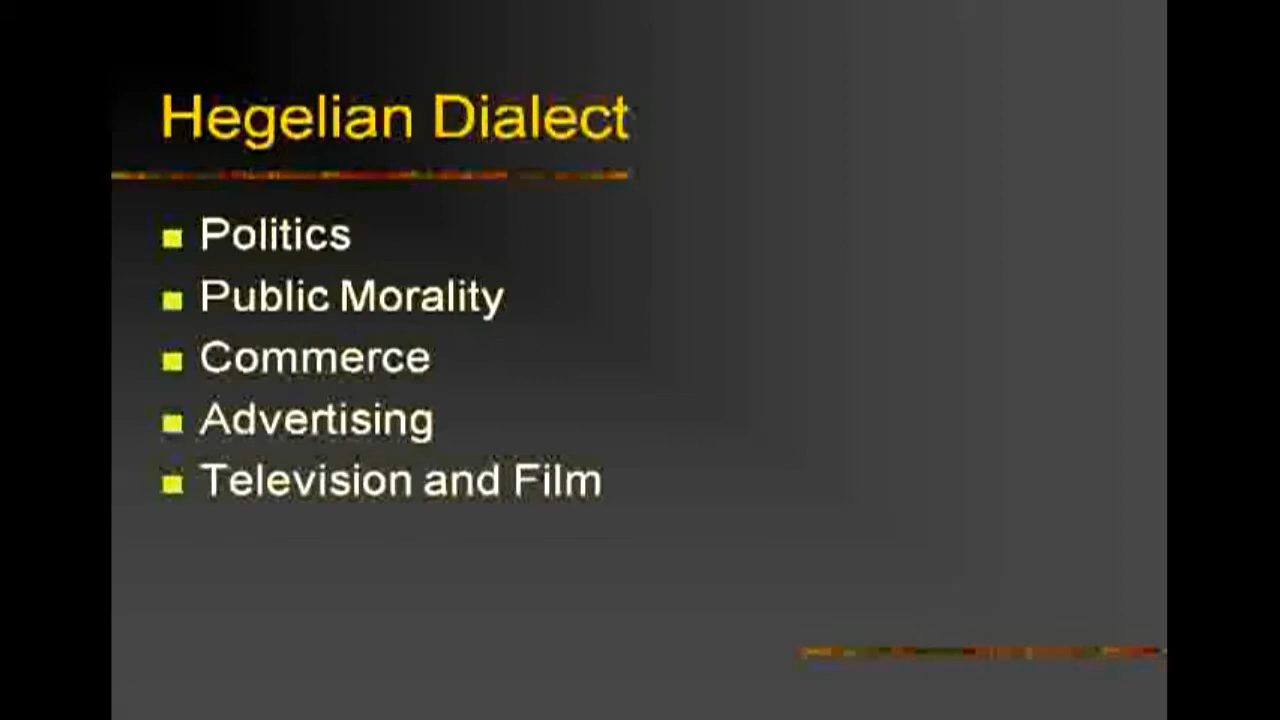 Hegelian Dialect
Politics
Public Morality
Commerce
Advertising
Television and Film